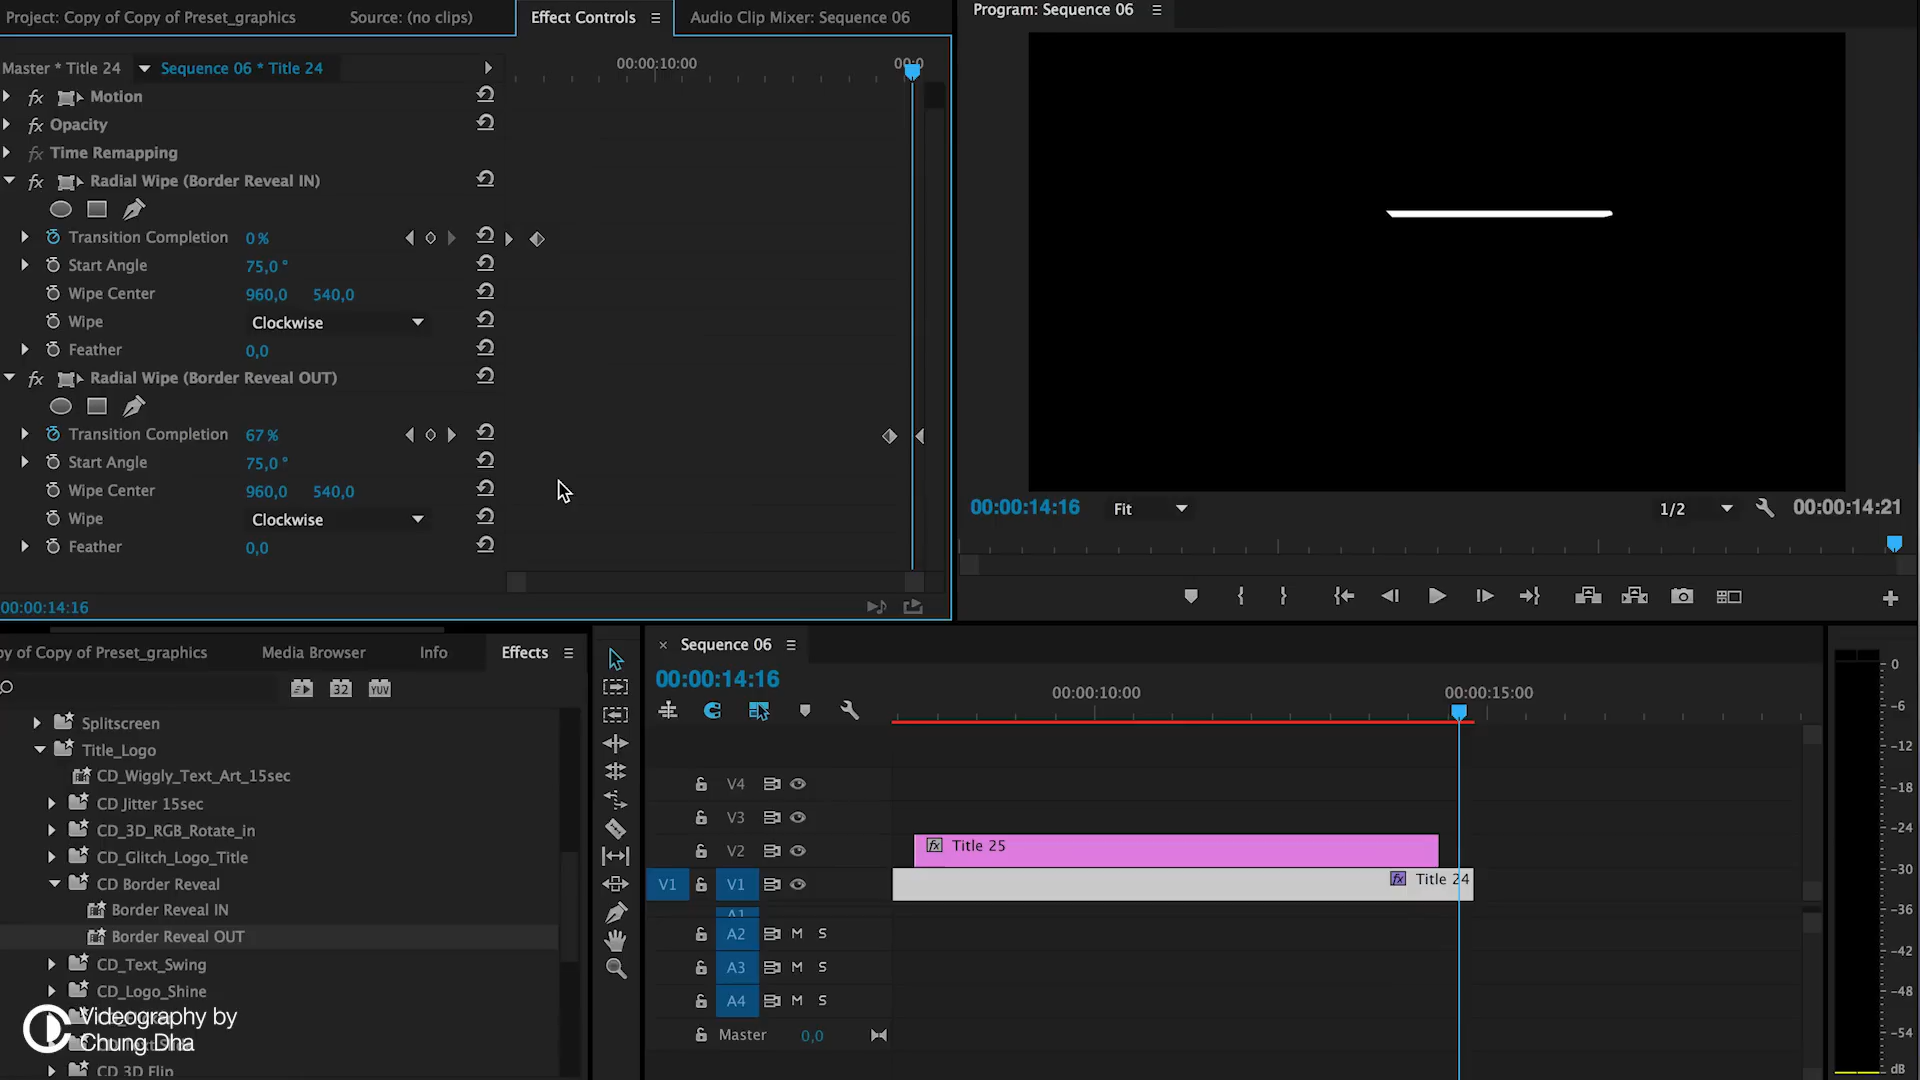 Project: Copy of Copy of Preset_graphics
Source: (no clips)
Effect Controls
Audio Clip Mixer: Sequence 06
Program: Sequence 06
Master * Title 24
Sequence 06 * Title 24
00:00:10:00
Motion
Opacity
Time Remapping
Radial Wipe (Border Reveal IN)
Transition Completion 0 %
Start Angle 75,0 °
Wipe Center 960,0 540,0
Wipe Clockwise
Feather 0,0
Radial Wipe (Border Reveal OUT)
Transition Completion 67 %
Start Angle 75,0 °
Wipe Center 960,0 540,0
Wipe Clockwise
Feather 0,0
00:00:14:16
00:00:14:16
Fit
1/2
00:00:14:21
py of Copy of Preset_graphics
Media Browser
Info
Effects
32
YUV
Splitscreen
Title_Logo
CD_Wiggly_Text_Art_15sec
CD Jitter 15sec
CD_3D_RGB_Rotate_in
CD_Glitch_Logo_Title
CD Border Reveal
Border Reveal IN
Border Reveal OUT
CD_Text_Swing
CD_Logo_Shine
CD 3D Flip
Videography by
Chung Dha
Sequence 06
00:00:14:16
00:00:10:00
00:00:15:00
V4
V3
V2
fx Title 25
V1 V1
fx Title 24
A1
A2 M S
A3 M S
A4 M S
Master 0,0
0
-6
-12
-18
-24
-30
-36
-42
-48
-54
dB